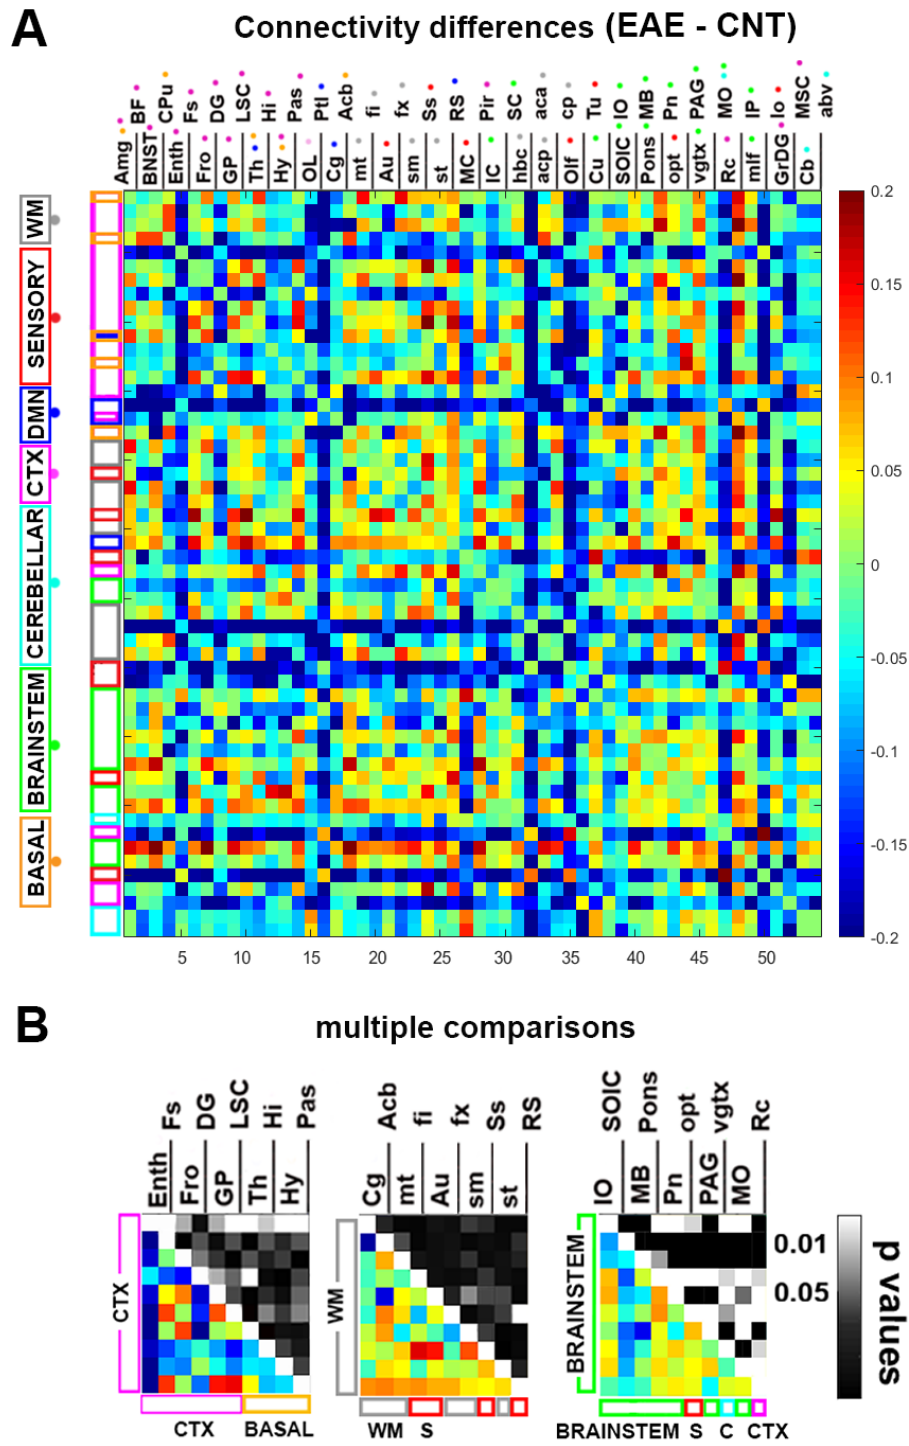 A
Connectivity differences (EAE - CNT)
BF CPu Fs DG LSC Hi Pas Ptl Acb fi fx Ss RS Pir SC aca cp Tu IO MB Pn PAG MO IP Io MSC abv
Amg BNST Enth Fro GP Th Hy OL Cg mt Au sm st MC IC hbc acp Olf Cu SOIC Pons opt vgtx Rc mlf GrDG Cb
WM
SENSORY
DMN
CTX
CEREBELLAR
BRAINSTEM
BASAL
0.2
0.15
0.1
0.05
0
-0.05
-0.1
-0.15
-0.2
5 10 15 20 25 30 35 40 45 50
B
multiple comparisons
Fs DG LSC Hi Pas
Enth Fro GP Th Hy
CTX
CTX BASAL
Acb fi fx Ss RS
Cg mt Au sm st
WM
WM S
SOIC Pons opt vgtx Rc
IO MB Pn PAG MO
BRAINSTEM
BRAINSTEM S C CTX
0.01
0.05
p values